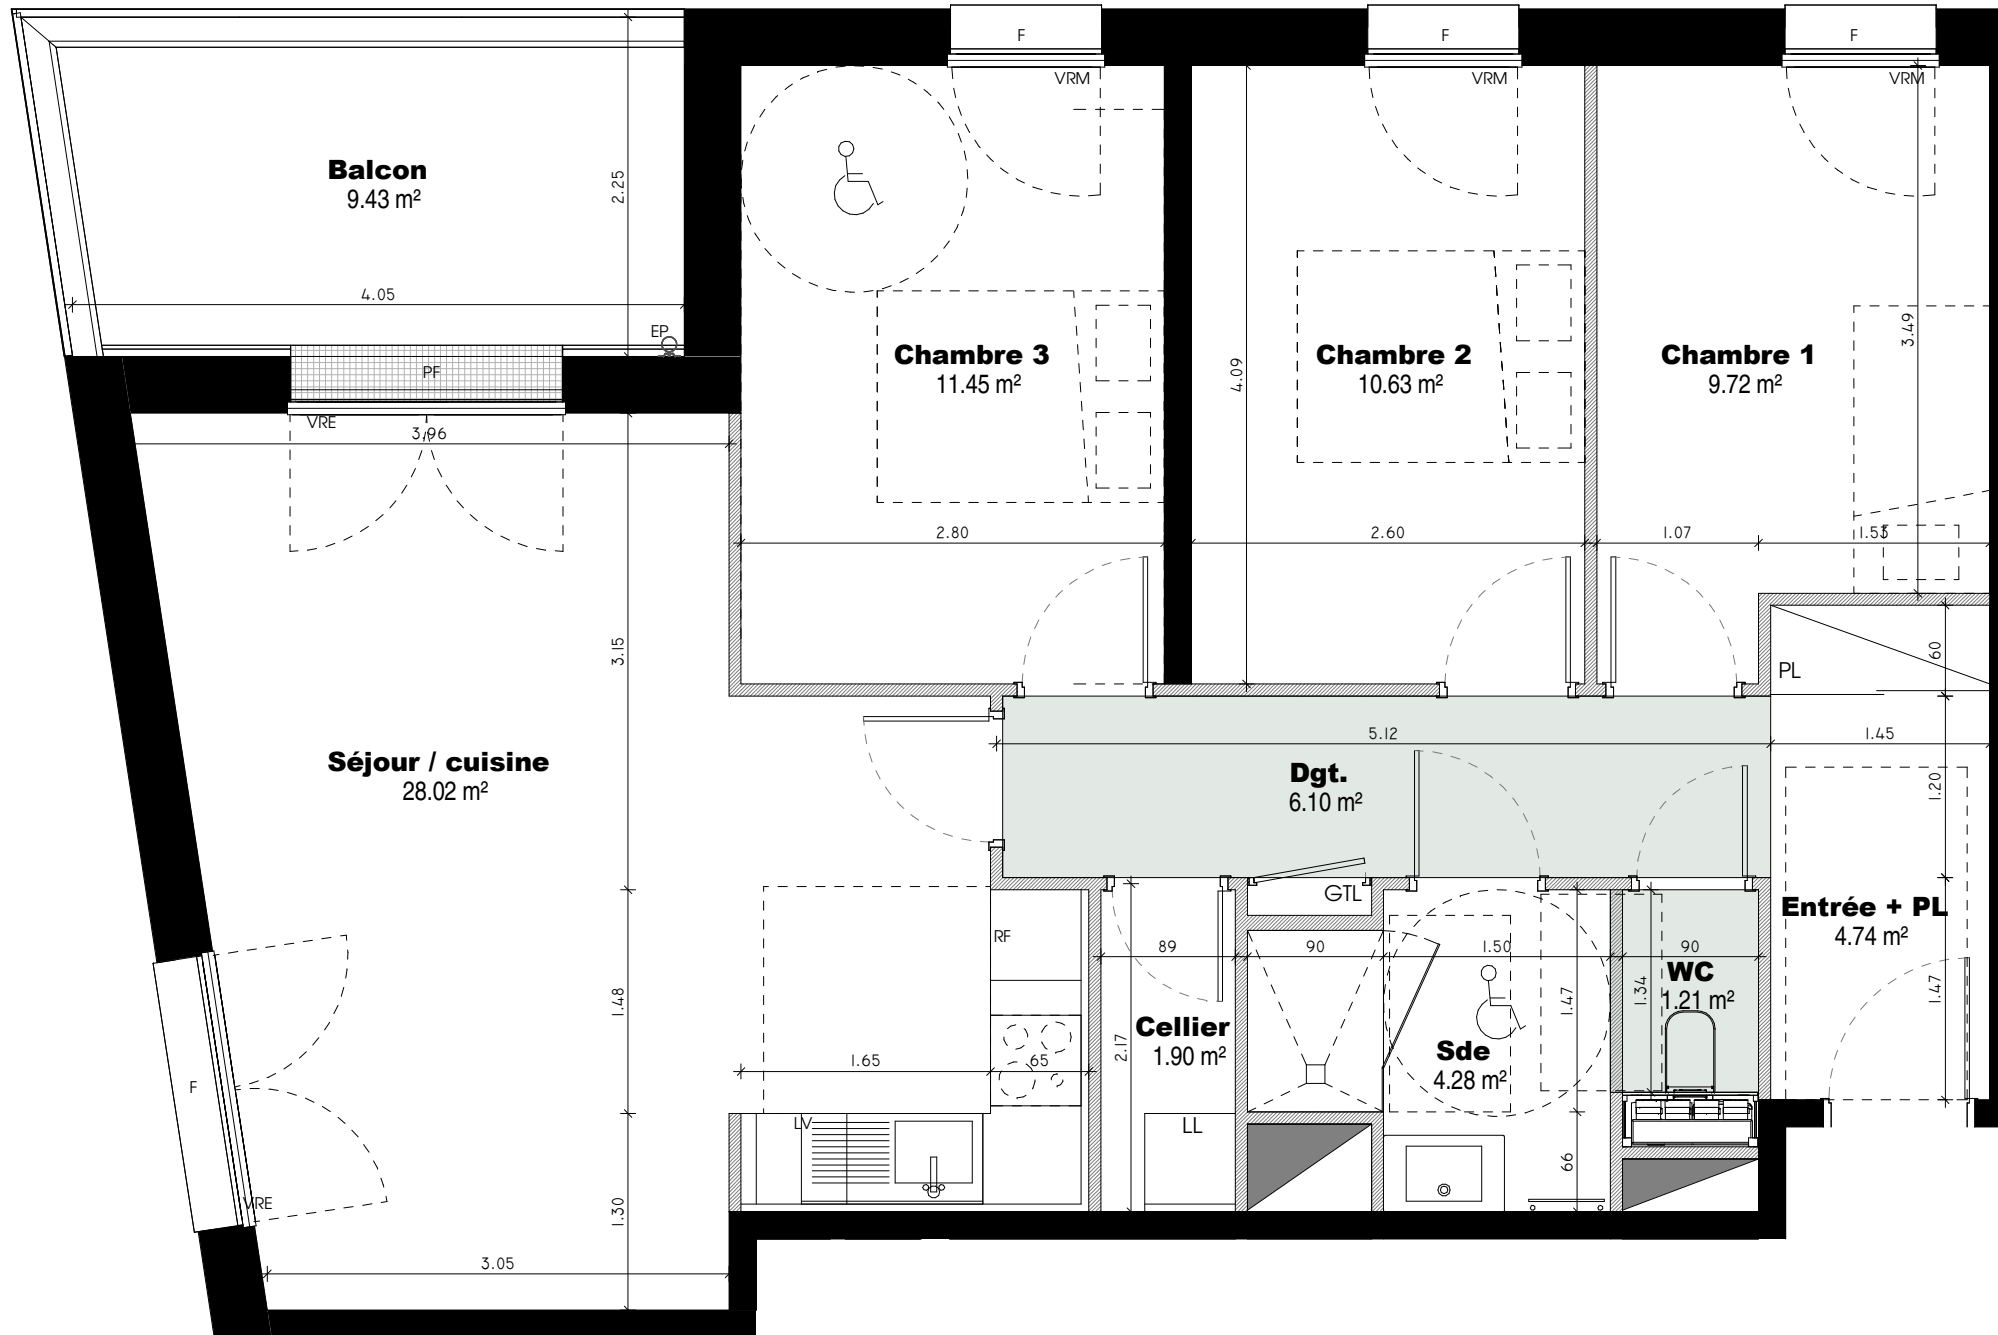 F
F
F
VRM
VRM
VRM
Balcon
9.43 m²
2.25
4.05
EP
PF
VRE
3.96
Chambre 3
11.45 m²
2.80
4.09
Chambre 2
10.63 m²
2.60
Chambre 1
9.72 m²
3.49
1.07
1.53
3.15
PL
60
Séjour / cuisine
28.02 m²
5.12
1.45
Dgt.
6.10 m²
1.20
GTL
RF
89
90
1.50
90
Entrée + PL
4.74 m²
1.47
1.48
1.47
1.34
WC
1.21 m²
Cellier
1.90 m²
2.17
Sde
4.28 m²
1.65
65
F
LV
LL
66
VRE
1.30
3.05